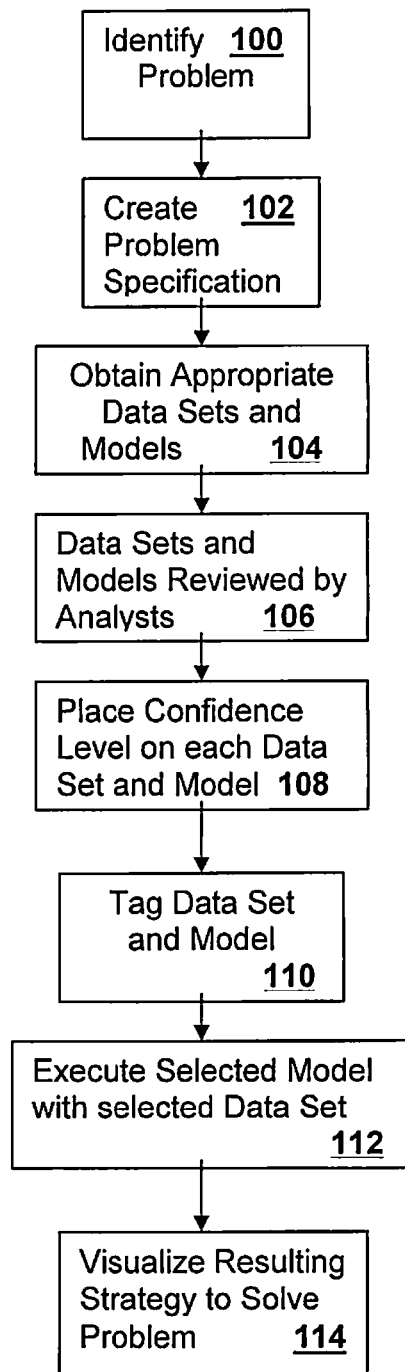 Identify 100
Problem
Create 102
Problem
Specification
Obtain Appropriate
Data Sets and
Models 104
Data Sets and
Models Reviewed by
Analysts 106
Place Confidence
Level on each Data
Set and Model 108
Tag Data Set
and Model
110
Execute Selected Model
with selected Data Set
112
Visualize Resulting
Strategy to Solve
Problem 114